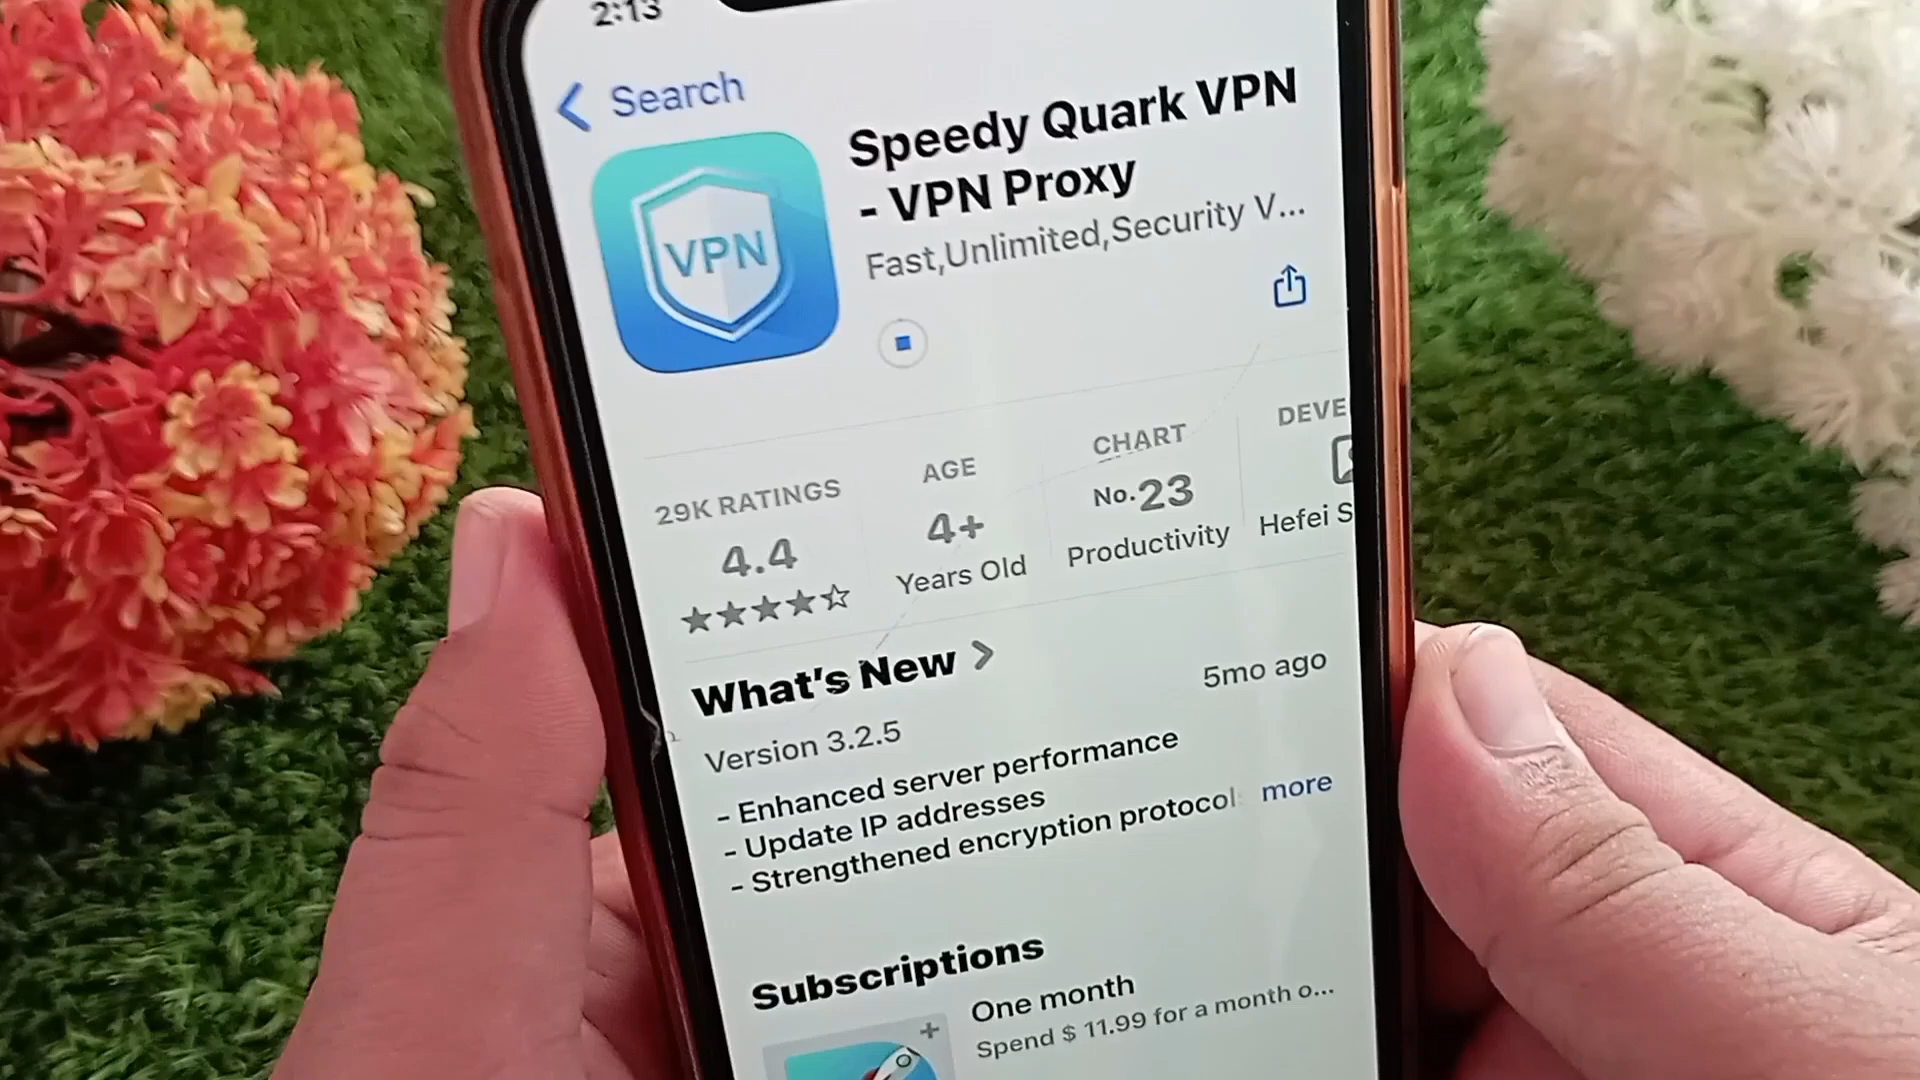 2:13
Search
VPN
Speedy Quark VPN
- VPN Proxy
Fast,Unlimited,Security V...
29K RATINGS
4.4
AGE
4+
Years Old
CHART
No.23
Productivity
DEVE
Hefei S
What's New
5mo ago
Version 3.2.5
- Enhanced server performance
- Update IP addresses
- Strengthened encryption protocol
more
Subscriptions
One month
Spend $ 11.99 for a month o...